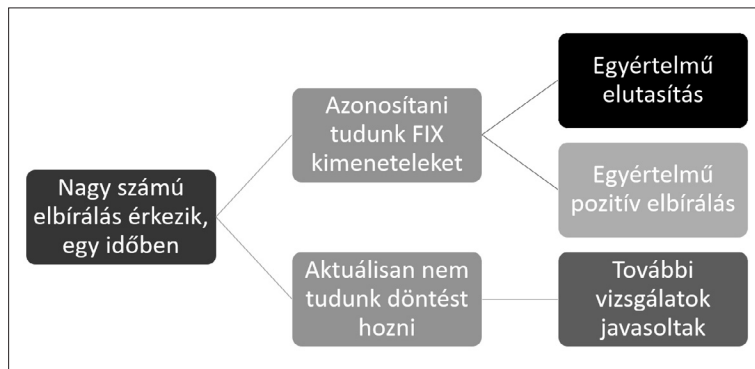 Nagy számú
elbírálás érkezik,
egy időben
Azonosítani
tudunk FIX
kimeneteleket
Egyértelmű
elutasítás
Egyértelmű
pozitív elbírálás
Aktuálisan nem
tudunk döntést
hozni
További
vizsgálatok
javasoltak